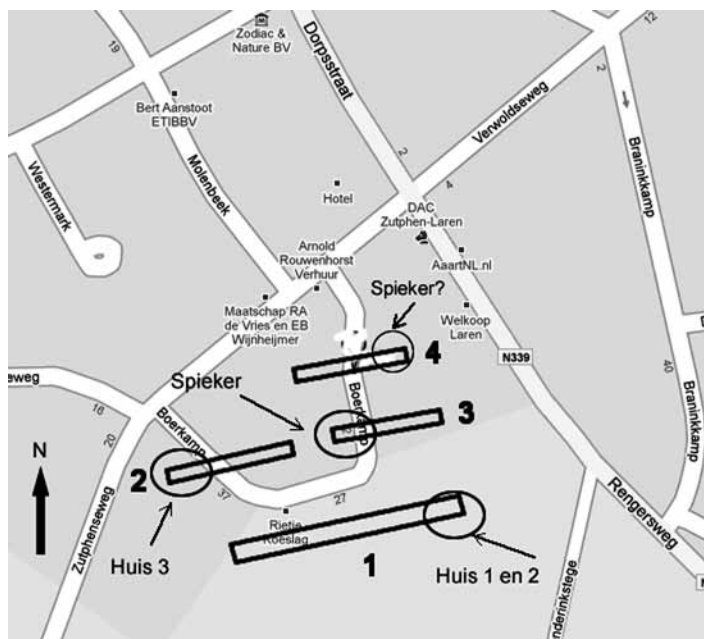 Zodiac &
Nature BV
19
Dorpsstraat
12
2
Verwoldseweg
Bert Aanstoot
ETIBBV
Molenbeek
Braninkkamp
Westermark
2
4
Hotel
DAC
Zutphen-Laren
AaartNL.nl
Arnold
Rouwenhorst
Verhuur
Spieker?
Maatschap RA
de Vries en EB
Wijnheijmer
Welkoop
Laren
4
N339
Spieker
40
Braninkkamp
eweg
16
Boerkamp
Boerkamp
3
20
2
N
37
27
Zutphenseweg
Rietje
Roeslag
Rengersweg
1
Huis 3
Huis 1 en 2
nderinkstege
N